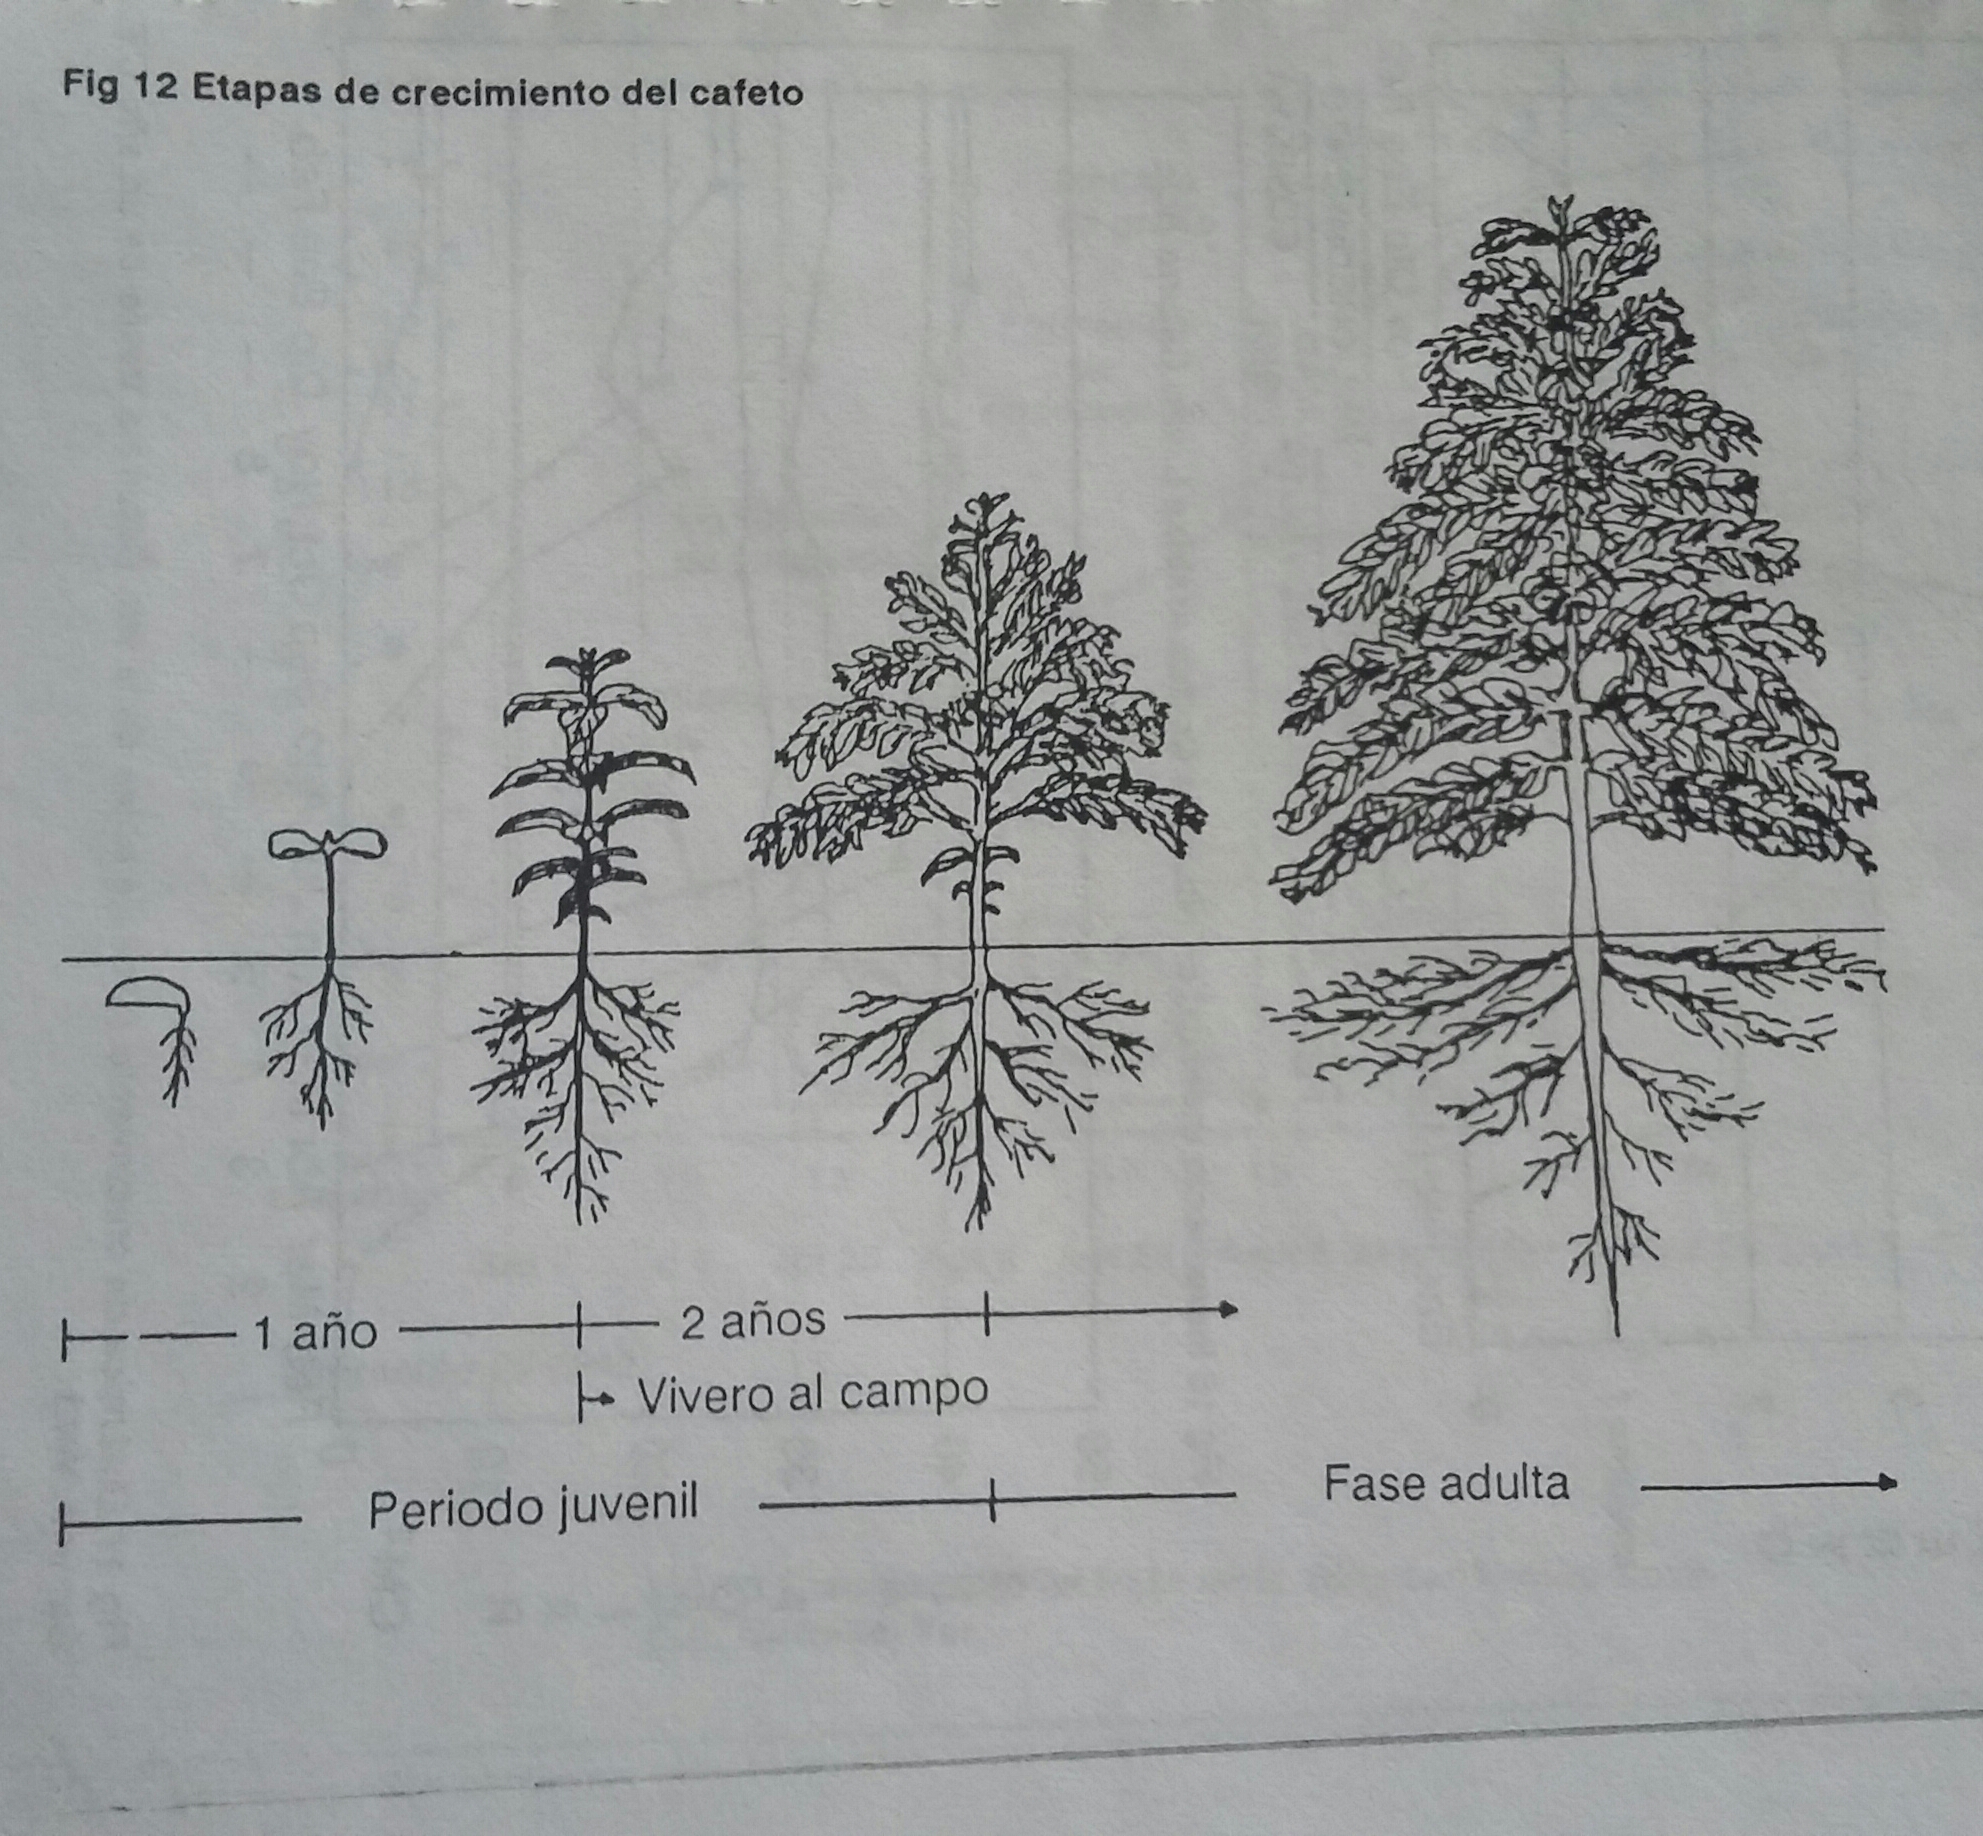 Fig 12 Etapas de crecimiento del cafeto
1 año
2 años
Vivero al campo
Periodo juvenil
Fase adulta